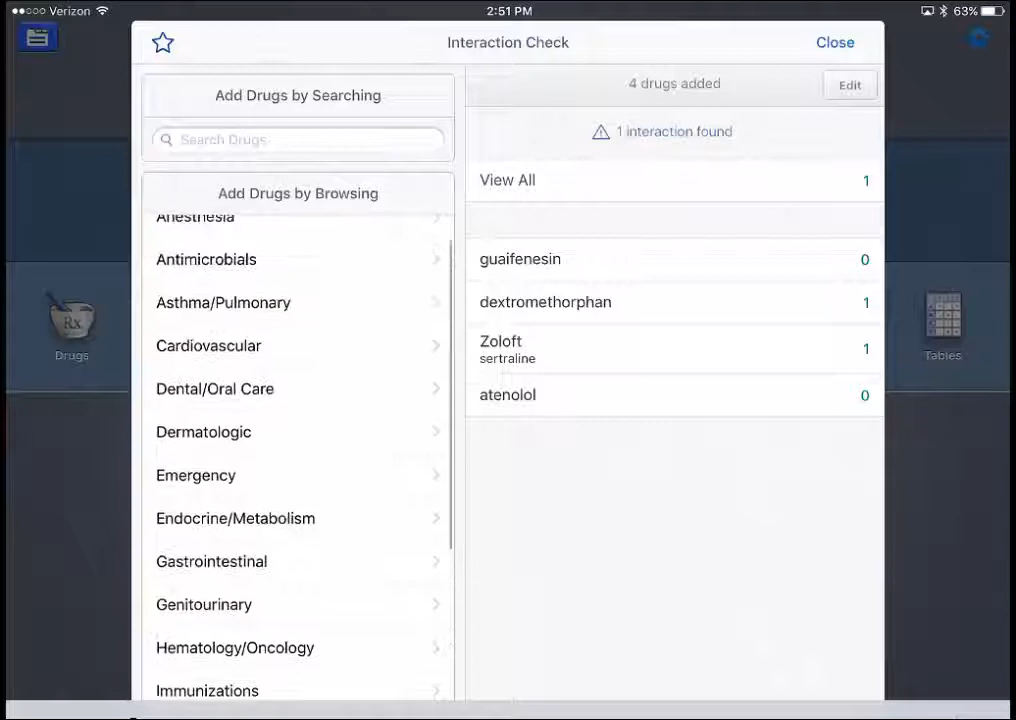 Verizon
2:51 PM
63%
Interaction Check
Close
Add Drugs by Searching
Search Drugs
Add Drugs by Browsing
Anesthesia
Antimicrobials
Asthma/Pulmonary
Cardiovascular
Dental/Oral Care
Dermatologic
Emergency
Endocrine/Metabolism
Gastrointestinal
Genitourinary
Hematology/Oncology
Immunizations
4 drugs added
Edit
1 interaction found
View All 1
guaifenesin 0
dextromethorphan 1
Zoloft
sertraline 1
atenolol 0
Rx
Drugs
Tables